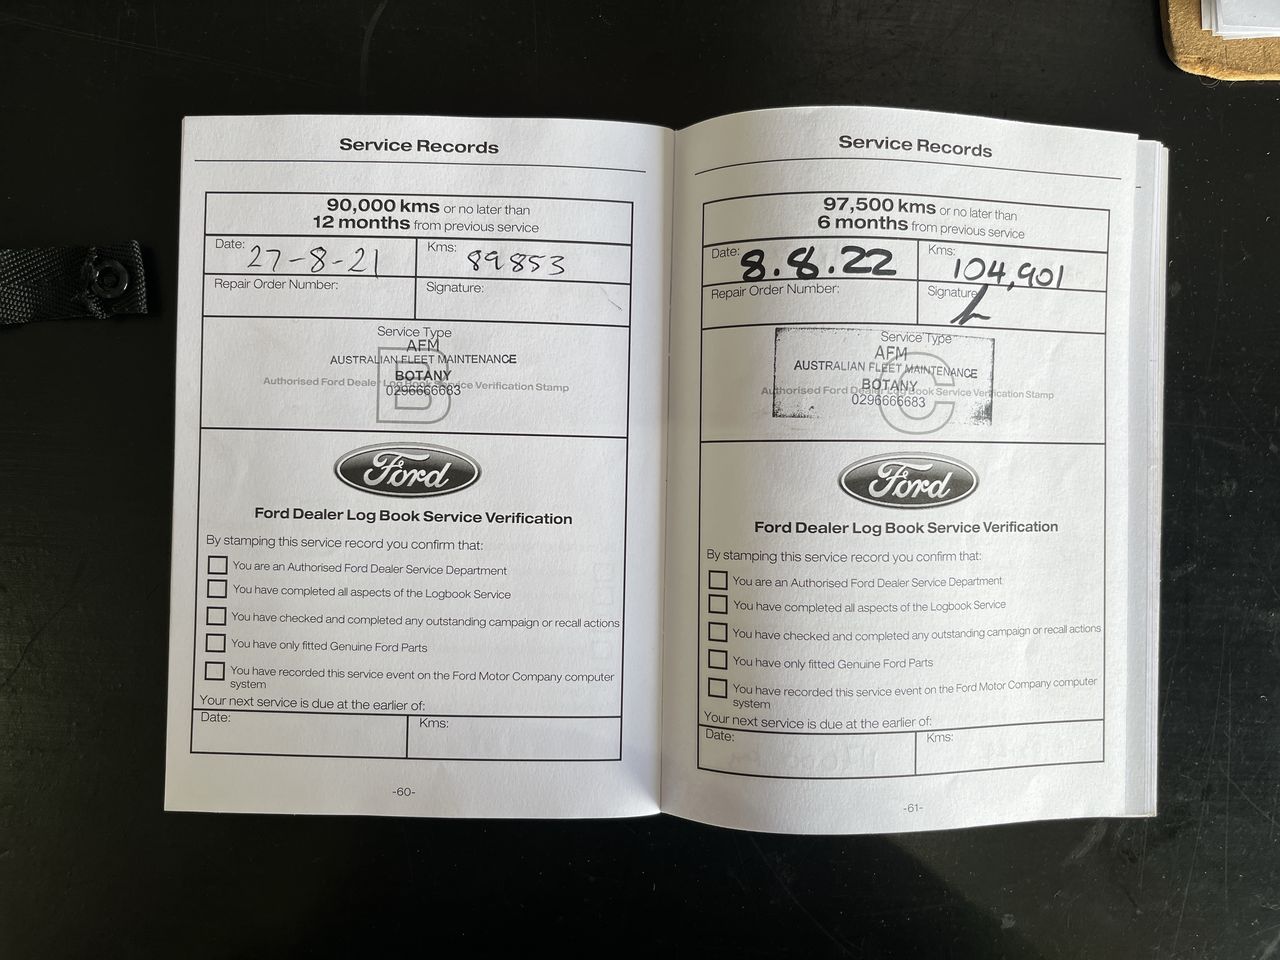 Service Records
90,000 kms or no later than
12 months from previous service
Date: 27-8-21 Kms: 89853
Repair Order Number: Signature:
Service Type
AFM
AUSTRALIAN FLEET MAINTENANCE
BOTANY
Authorised Ford Dealer Log Book Service Verification Stamp
0296666683
B
Ford
Ford Dealer Log Book Service Verification
By stamping this service record you confirm that:
You are an Authorised Ford Dealer Service Department
You have completed all aspects of the Logbook Service
You have checked and completed any outstanding campaign or recall actions
You have only fitted Genuine Ford Parts
You have recorded this service event on the Ford Motor Company computer
system
Your next service is due at the earlier of:
Date: Kms:
-60-
Service Records
97,500 kms or no later than
6 months from previous service
Date: 8.8.22 Kms: 104,901
Repair Order Number: Signature:
Service Type
AFM
AUSTRALIAN FLEET MAINTENANCE
BOTANY
Authorised Ford Dealer Log Book Service Verification Stamp
0296666683
C
Ford
Ford Dealer Log Book Service Verification
By stamping this service record you confirm that:
You are an Authorised Ford Dealer Service Department
You have completed all aspects of the Logbook Service
You have checked and completed any outstanding campaign or recall actions
You have only fitted Genuine Ford Parts
You have recorded this service event on the Ford Motor Company computer
system
Your next service is due at the earlier of:
Date: Kms:
-61-